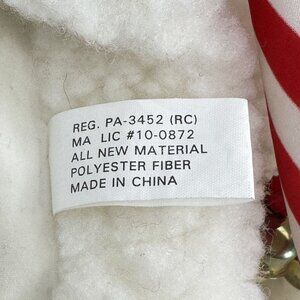 REG. PA-3452 (RC)
MA LIC #10-0872
ALL NEW MATERIAL
POLYESTER FIBER
MADE IN CHINA